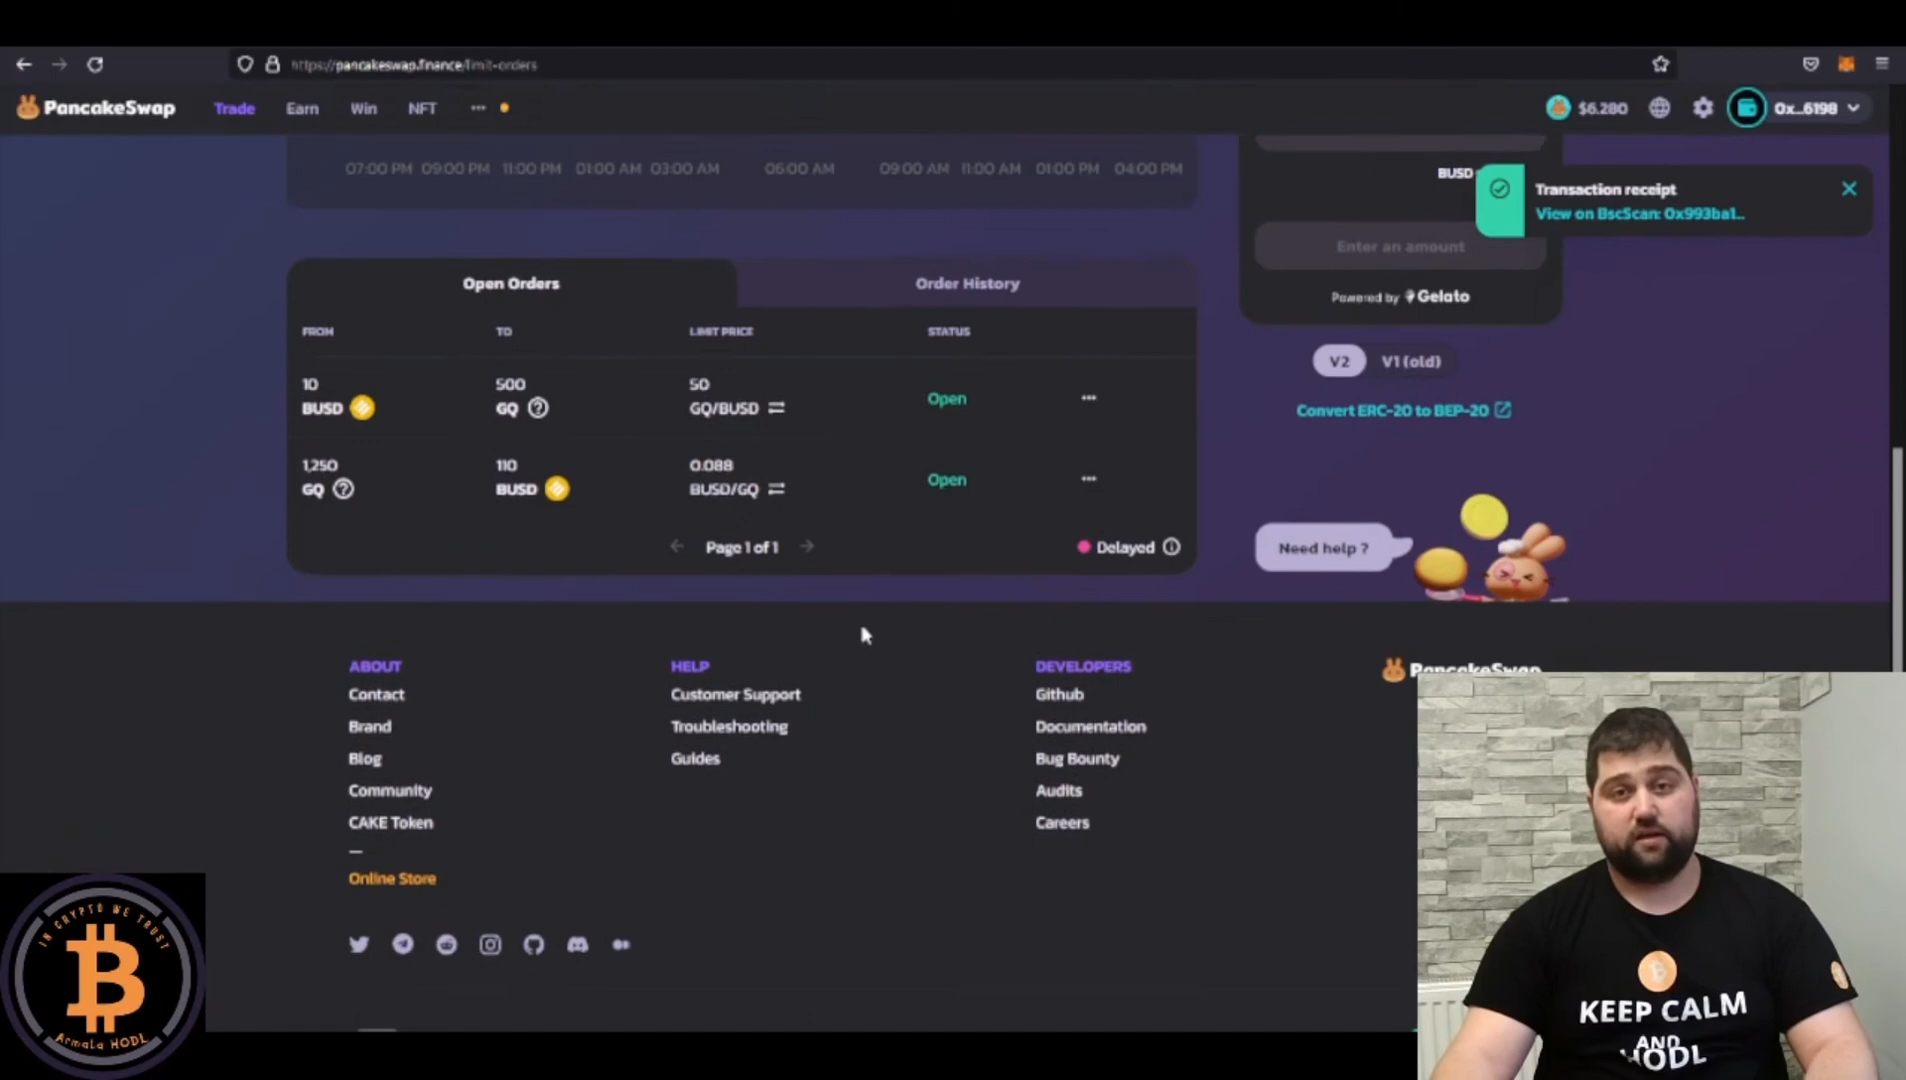 https://pancakeswap.finance/limit-orders
PancakeSwap Trade Earn Win NFT ... $6.280 0x...6198
07:00 PM 09:00 PM 11:00 PM 01:00 AM 03:00 AM 06:00 AM 09:00 AM 11:00 AM 01:00 PM 04:00 PM
BUSD
Transaction receipt
View on BscScan: 0x993ba1...
Enter an amount
Powered by Gelato
Open Orders Order History
FROM TO LIMIT PRICE STATUS
10 500 50
BUSD GQ GQ/BUSD Open ...
1,250 110 0.088
GQ BUSD BUSD/GQ Open ...
Page 1 of 1 Delayed
V2 V1 (old)
Convert ERC-20 to BEP-20
Need help ?
ABOUT
Contact
Brand
Blog
Community
CAKE Token
—
Online Store
HELP
Customer Support
Troubleshooting
Guides
DEVELOPERS
Github
Documentation
Bug Bounty
Audits
Careers
PancakeSwap
IN CRYPTO WE TRUST
Armata HODL
KEEP CALM
AND
HODL